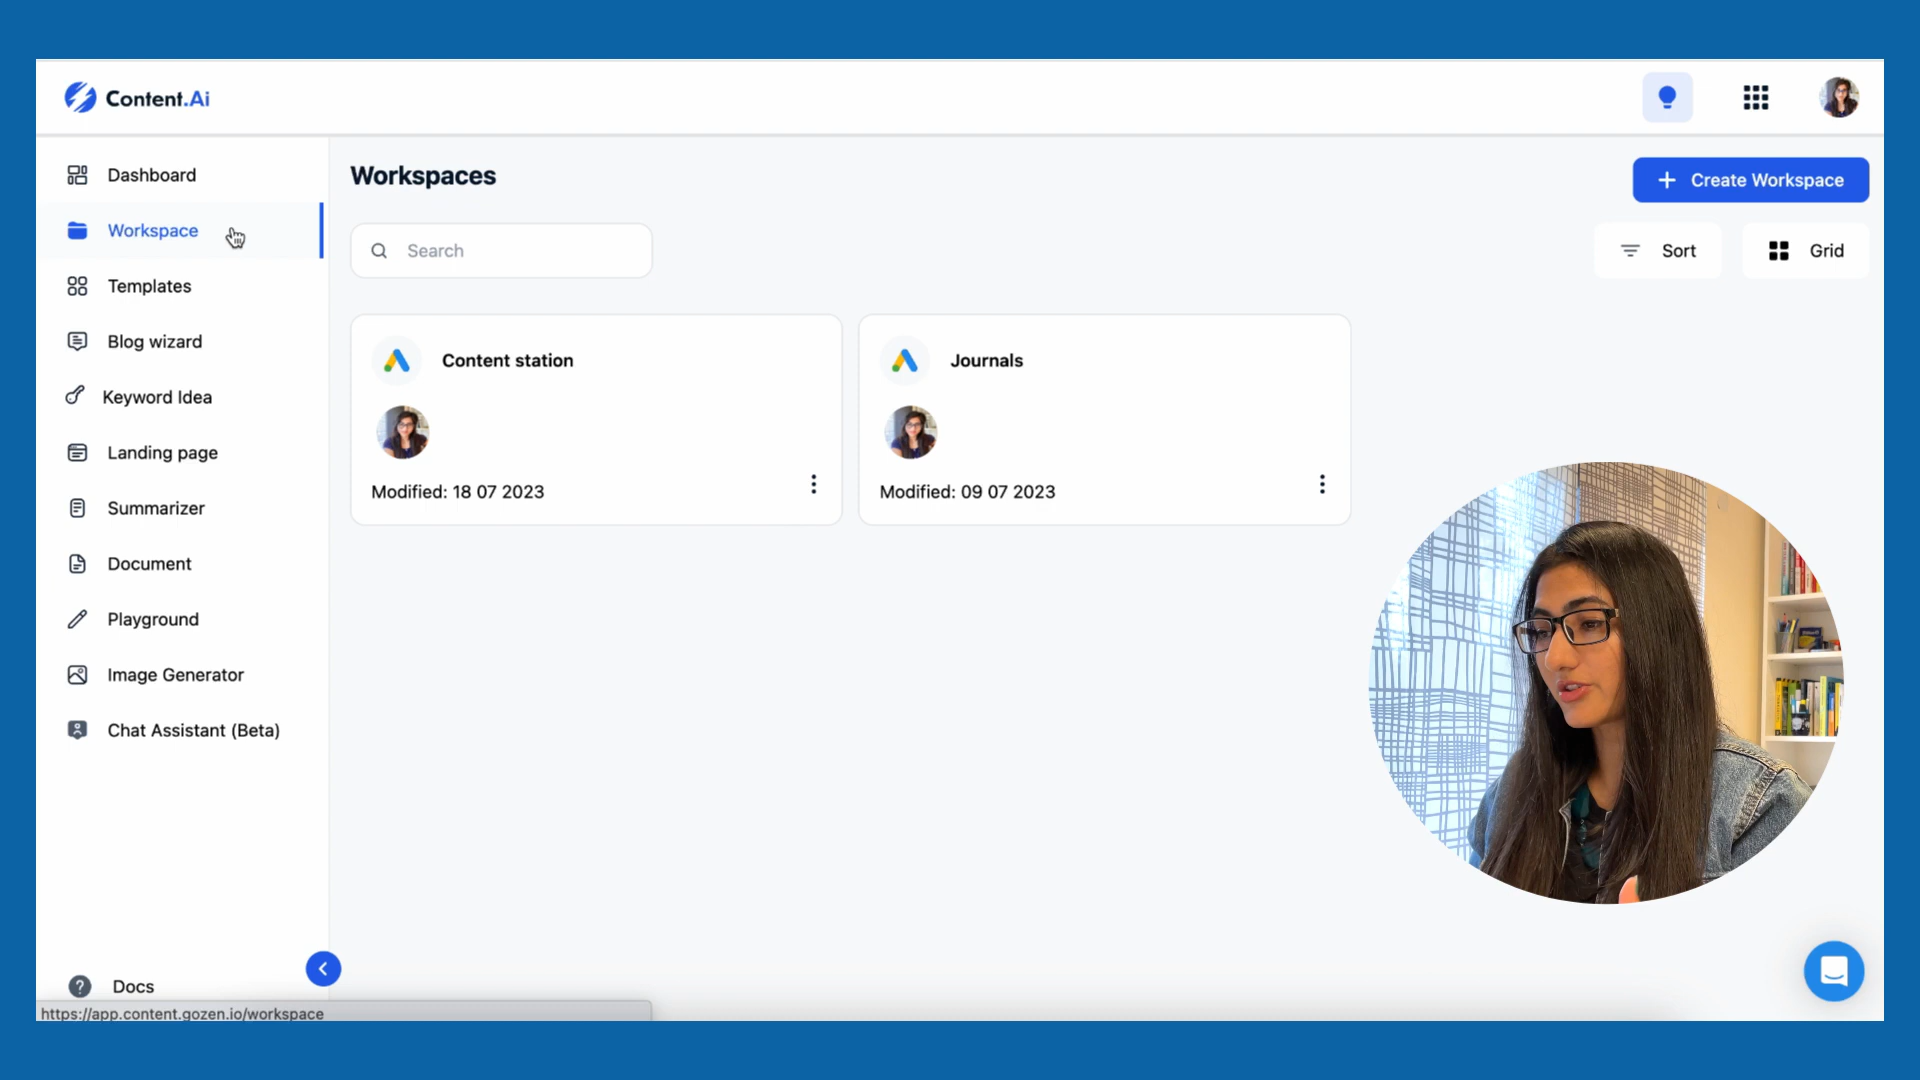 Content.Ai
Dashboard
Workspace
Templates
Blog wizard
Keyword Idea
Landing page
Summarizer
Document
Playground
Image Generator
Chat Assistant (Beta)
Docs
https://app.content.gozen.io/workspace
Workspaces
Create Workspace
Search
Sort
Grid
Content station
Modified: 18 07 2023
Journals
Modified: 09 07 2023